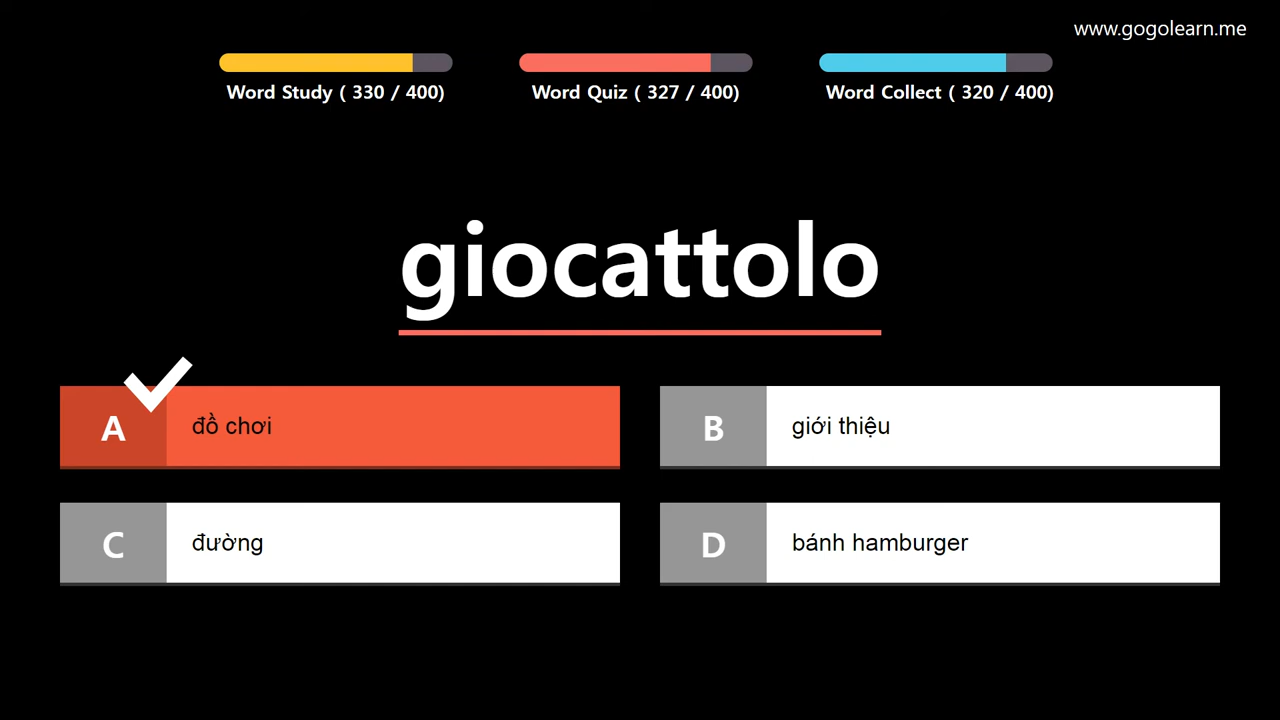 www.gogolearn.me
Word Study ( 330 / 400)
Word Quiz ( 327 / 400)
Word Collect ( 320 / 400)
giocattolo
A đồ chơi
B giới thiệu
C đường
D bánh hamburger